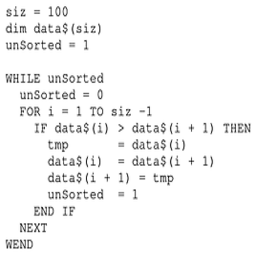 siz = 100
dim data$(siz)
unSorted = 1

WHILE unSorted
  unSorted = 0
  FOR i = 1 TO siz -1
    IF data$(i) > data$(i + 1) THEN
      tmp       = data$(i)
      data$(i)  = data$(i + 1)
      data$(i + 1) = tmp
      unSorted  = 1
    END IF
  NEXT
WEND